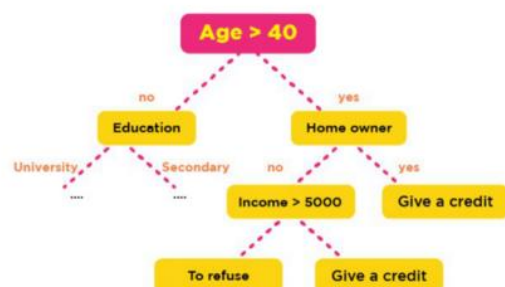 Age > 40
no
yes
Education
Home owner
University
Secondary
no
yes
....
....
Income > 5000
Give a credit
To refuse
Give a credit